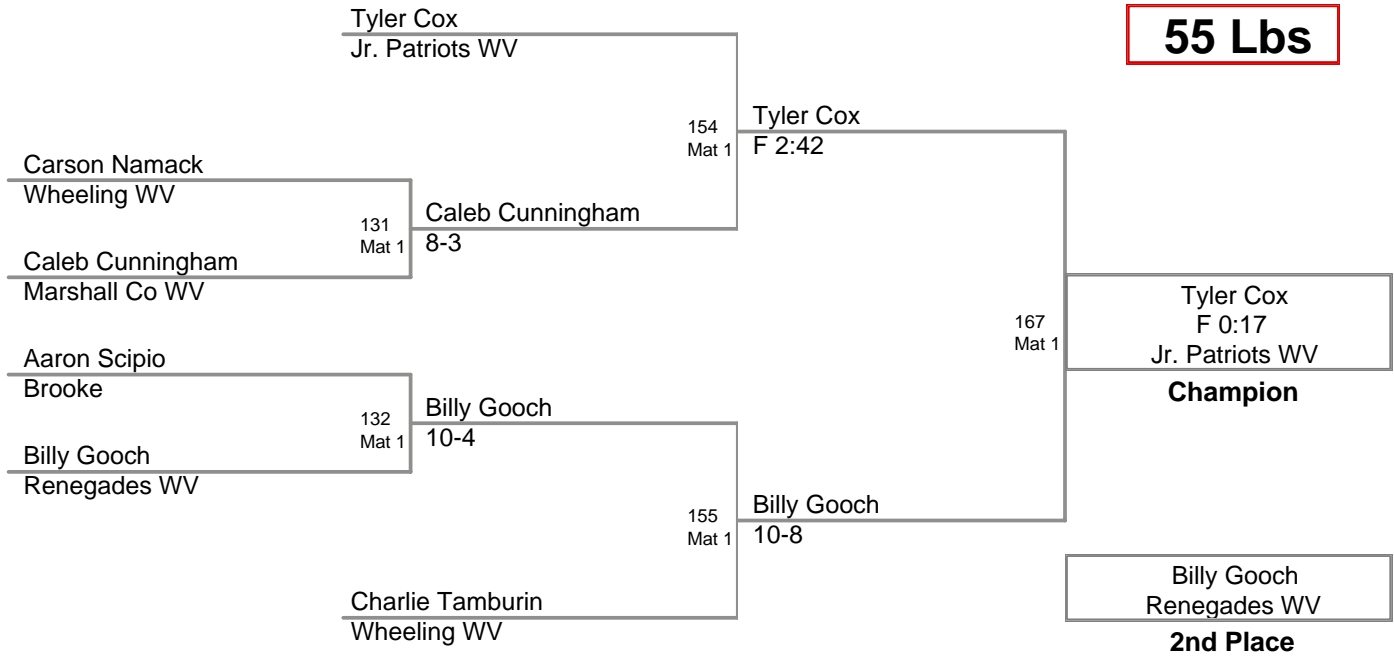 Tyler Cox
Jr. Patriots WV
55 Lbs
154
Mat 1
Tyler Cox
F 2:42
Carson Namack
Wheeling WV
131
Mat 1
Caleb Cunningham
8-3
Caleb Cunningham
Marshall Co WV
167
Mat 1
Tyler Cox
F 0:17
Jr. Patriots WV
Champion
Aaron Scipio
Brooke
132
Mat 1
Billy Gooch
10-4
Billy Gooch
Renegades WV
155
Mat 1
Billy Gooch
10-8
Charlie Tamburin
Wheeling WV
Billy Gooch
Renegades WV
2nd Place